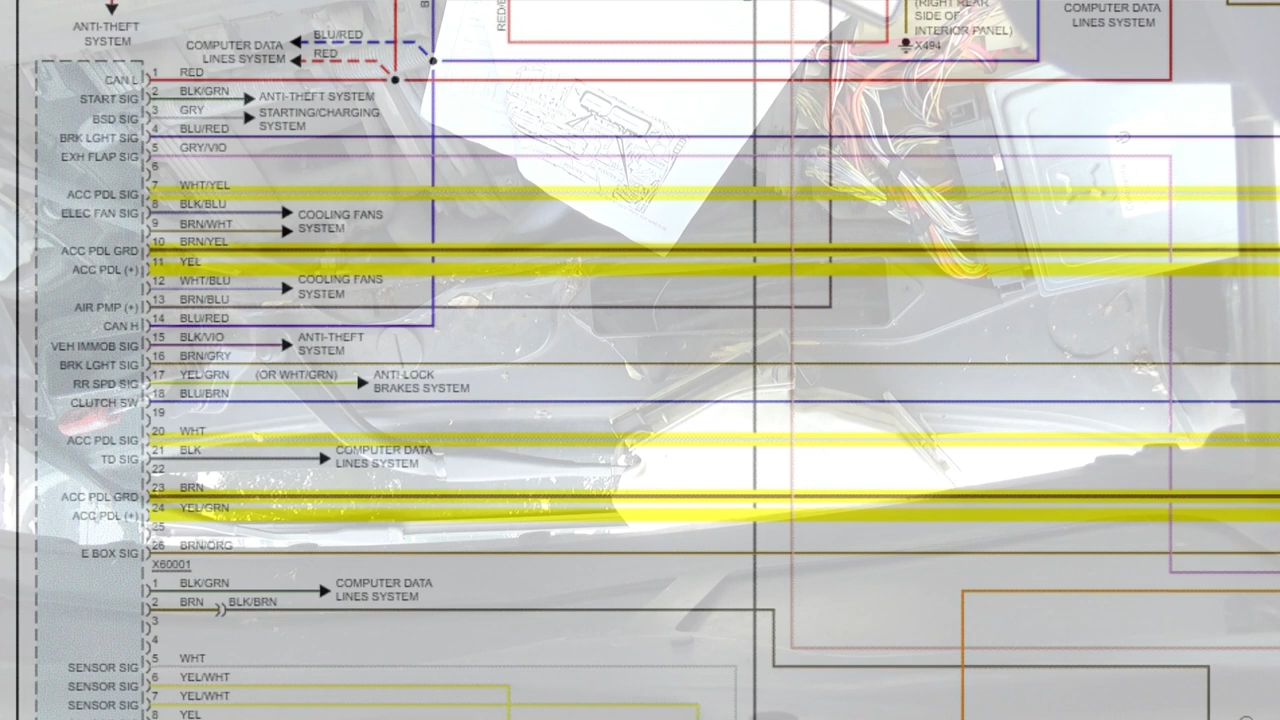 ANTI-THEFT
SYSTEM
COMPUTER DATA
LINES SYSTEM
BLU/RED
RED
(RIGHT REAR
SIDE OF
INTERIOR PANEL)
X494
COMPUTER DATA
LINES SYSTEM
CAN L 1 RED
START SIG 2 BLK/GRN ANTI-THEFT SYSTEM
BSD SIG 3 GRY STARTING/CHARGING
SYSTEM
BRK LGHT SIG 4 BLU/RED
EXH FLAP SIG 5 GRY/VIO
6
ACC PDL SIG 7 WHT/YEL
ELEC FAN SIG 8 BLK/BLU COOLING FANS
SYSTEM
9 BRN/WHT
ACC PDL GRD 10 BRN/YEL
ACC PDL (+) 11 YEL
12 WHT/BLU COOLING FANS
SYSTEM
AIR PMP (+) 13 BRN/BLU
CAN H 14 BLU/RED
VEH IMMOB SIG 15 BLK/VIO ANTI-THEFT
SYSTEM
BRK LGHT SIG 16 BRN/GRY
RR SPD SIG 17 YEL/GRN (OR WHT/GRN) ANTI-LOCK
BRAKES SYSTEM
CLUTCH SW 18 BLU/BRN
19
ACC PDL SIG 20 WHT
TD SIG 21 BLK COMPUTER DATA
LINES SYSTEM
22
ACC PDL GRD 23 BRN
ACC PDL (+) 24 YEL/GRN
25
E BOX SIG 26 BRN/ORG
X60001
1 BLK/GRN COMPUTER DATA
LINES SYSTEM
2 BRN BLK/BRN
3
4
SENSOR SIG 5 WHT
SENSOR SIG 6 YEL/WHT
SENSOR SIG 7 YEL/WHT
8 YEL